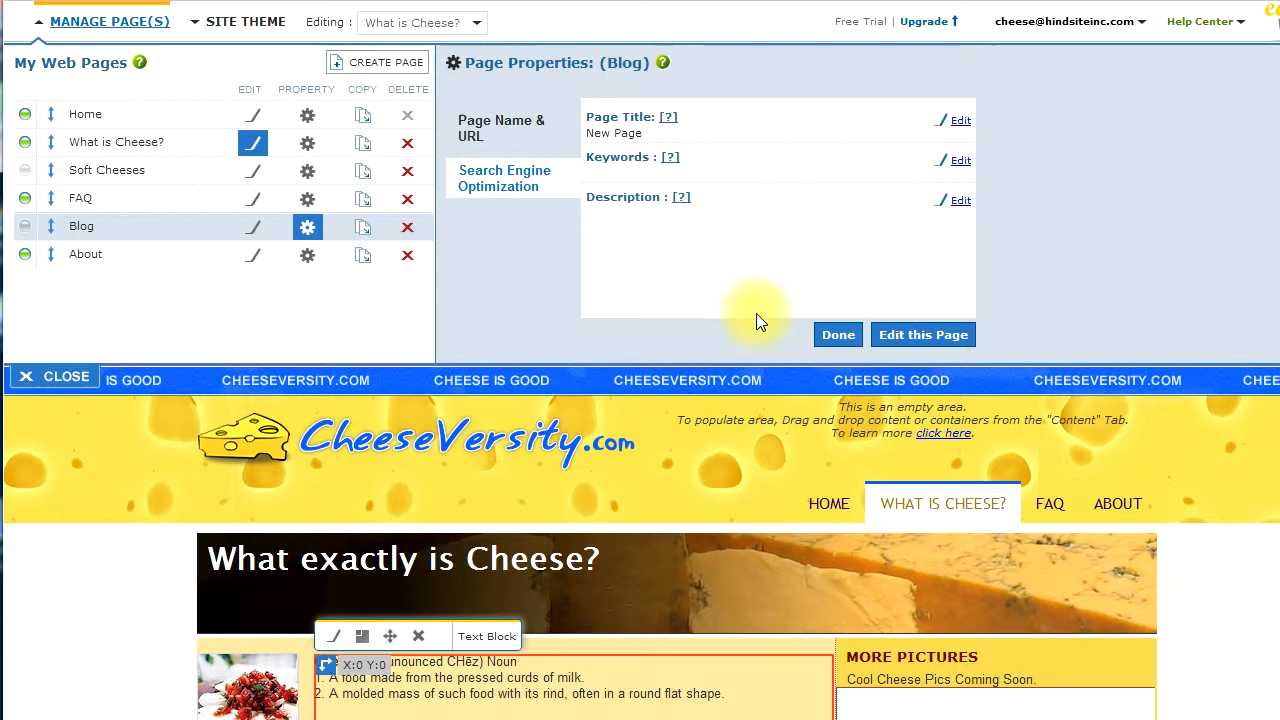 MANAGE PAGE(S) SITE THEME Editing : What is Cheese? Free Trial | Upgrade cheese@hindsiteinc.com Help Center
My Web Pages CREATE PAGE
EDIT PROPERTY COPY DELETE
Home
What is Cheese?
Soft Cheeses
FAQ
Blog
About
Page Properties: (Blog)
Page Name &
URL
Search Engine
Optimization
Page Title: [?]
New Page
Edit
Keywords : [?]
Edit
Description : [?]
Edit
Done Edit this Page
CLOSE IS GOOD CHEESEVERSITY.COM CHEESE IS GOOD CHEESEVERSITY.COM CHEESE IS GOOD CHEESEVERSITY.COM CHEE
CheeseVersity.com
This is an empty area.
To populate area, Drag and drop content or containers from the "Content" Tab.
To learn more click here.
HOME WHAT IS CHEESE? FAQ ABOUT
What exactly is Cheese?
Text Block
X:0 Y:0 nounced CHēz) Noun
1. A food made from the pressed curds of milk.
2. A molded mass of such food with its rind, often in a round flat shape.
MORE PICTURES
Cool Cheese Pics Coming Soon.